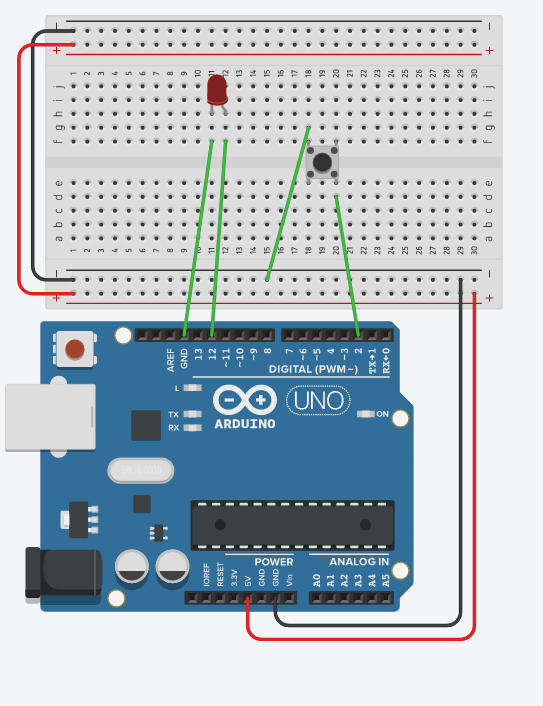 − −
+ +
1 2 3 4 5 6 7 8 9 10 11 12 13 14 15 16 17 18 19 20 21 22 23 24 25 26 27 28 29 30
j j
i i
h h
g g
f f
e e
d d
c c
b b
a a
1 2 3 4 5 6 7 8 9 10 11 12 13 14 15 16 17 18 19 20 21 22 23 24 25 26 27 28 29 30
− −
+ +
AREF GND 13 12 ~11 ~10 ~9 8 7 ~6 ~5 4 ~3 2 TX→1 RX←0
DIGITAL (PWM~)
L
TX
RX
ARDUINO
UNO
ON
POWER ANALOG IN
IOREF RESET 3.3V 5V GND GND Vin A0 A1 A2 A3 A4 A5